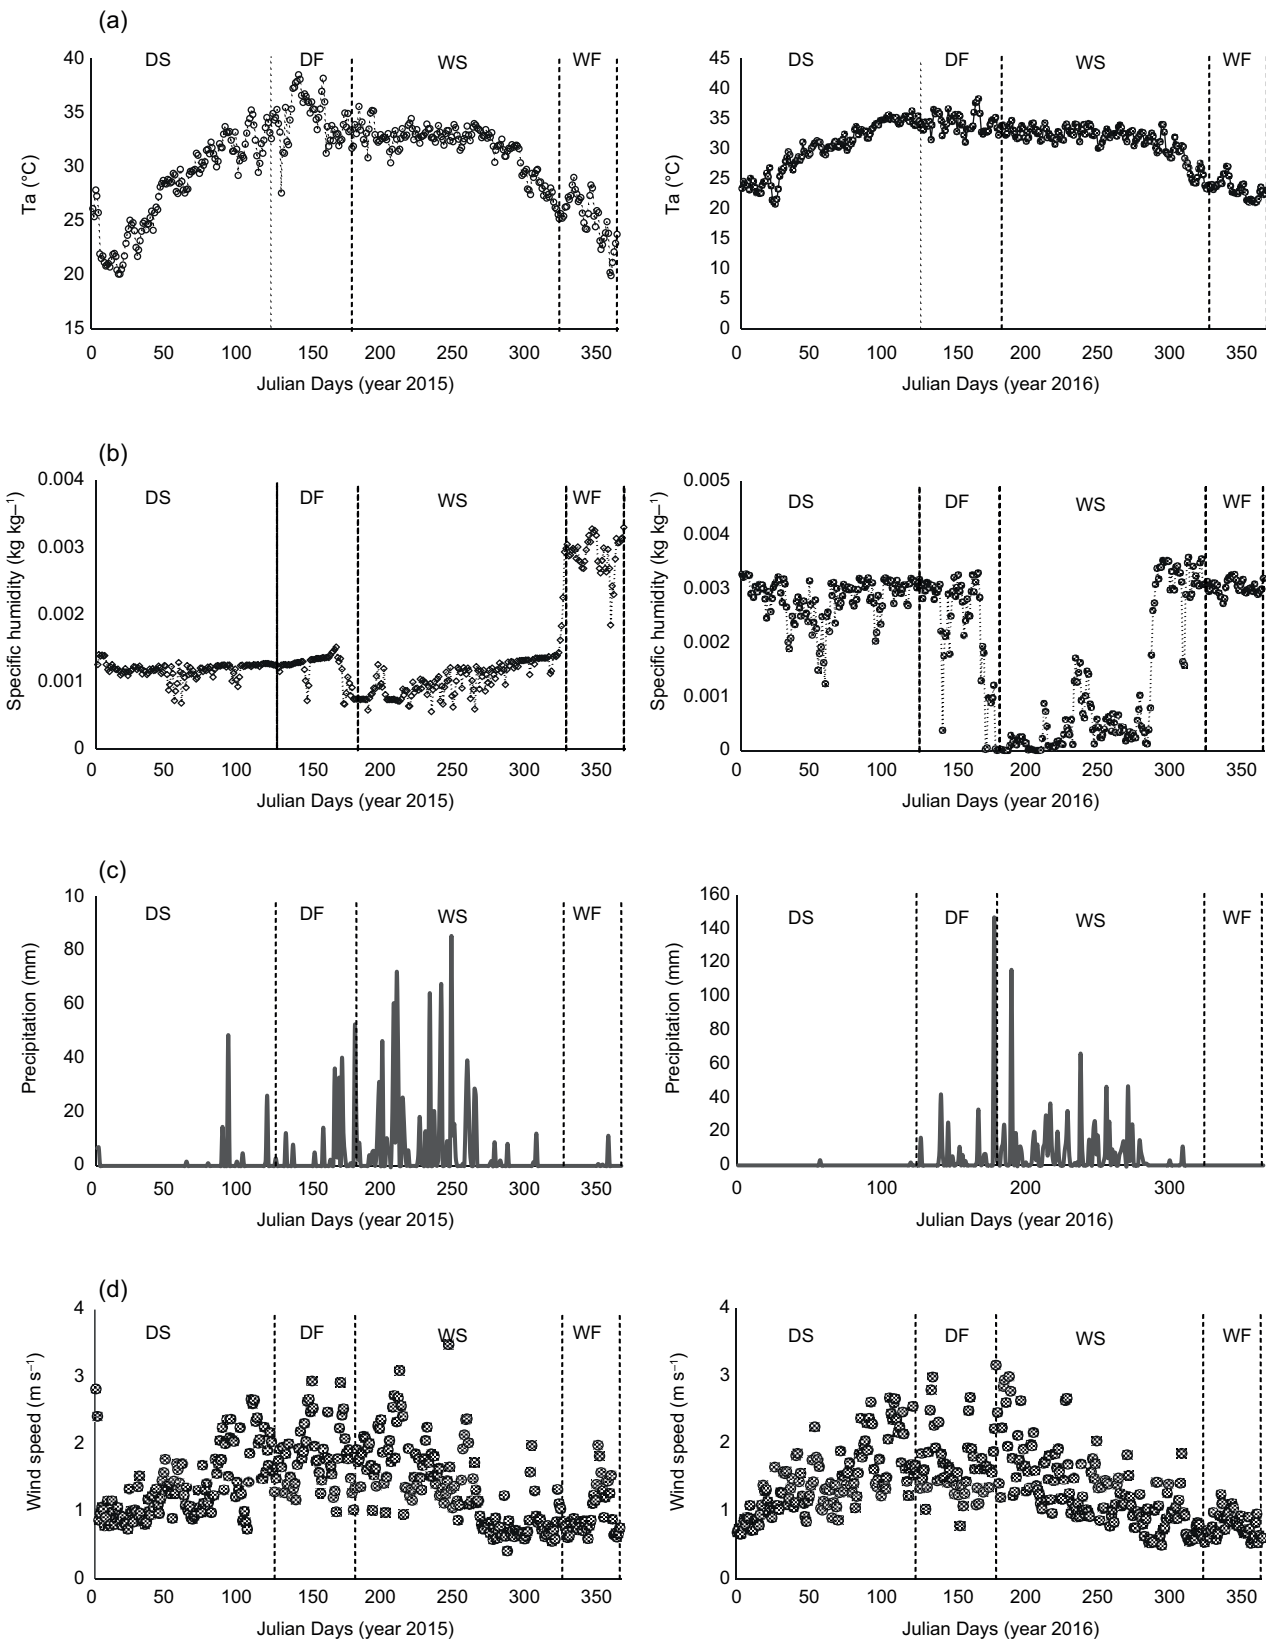 (a)
40
35
30
25
20
15
Ta (°C)
DS
DF
WS
WF
0 50 100 150 200 250 300 350
Julian Days (year 2015)
45
40
35
30
25
20
15
10
5
0
Ta (°C)
DS
DF
WS
WF
0 50 100 150 200 250 300 350
Julian Days (year 2016)
(b)
0.004
0.003
0.002
0.001
0
Specific humidity (kg kg–1)
DS
DF
WS
WF
0 50 100 150 200 250 300 350
Julian Days (year 2015)
0.005
0.004
0.003
0.002
0.001
0
Specific humidity (kg kg–1)
DS
DF
WS
WF
0 50 100 150 200 250 300 350
Julian Days (year 2016)
(c)
10
80
60
40
20
0
Precipitation (mm)
DS
DF
WS
WF
0 50 100 150 200 250 300 350
Julian Days (year 2015)
160
140
120
100
80
60
40
20
0
Precipitation (mm)
DS
DF
WS
WF
0 100 200 300
Julian Days (year 2016)
(d)
4
3
2
1
0
Wind speed (m s–1)
DS
DF
WS
WF
0 50 100 150 200 250 300 350
Julian Days (year 2015)
4
3
2
1
0
Wind speed (m s–1)
DS
DF
WS
WF
0 50 100 150 200 250 300 350
Julian Days (year 2016)